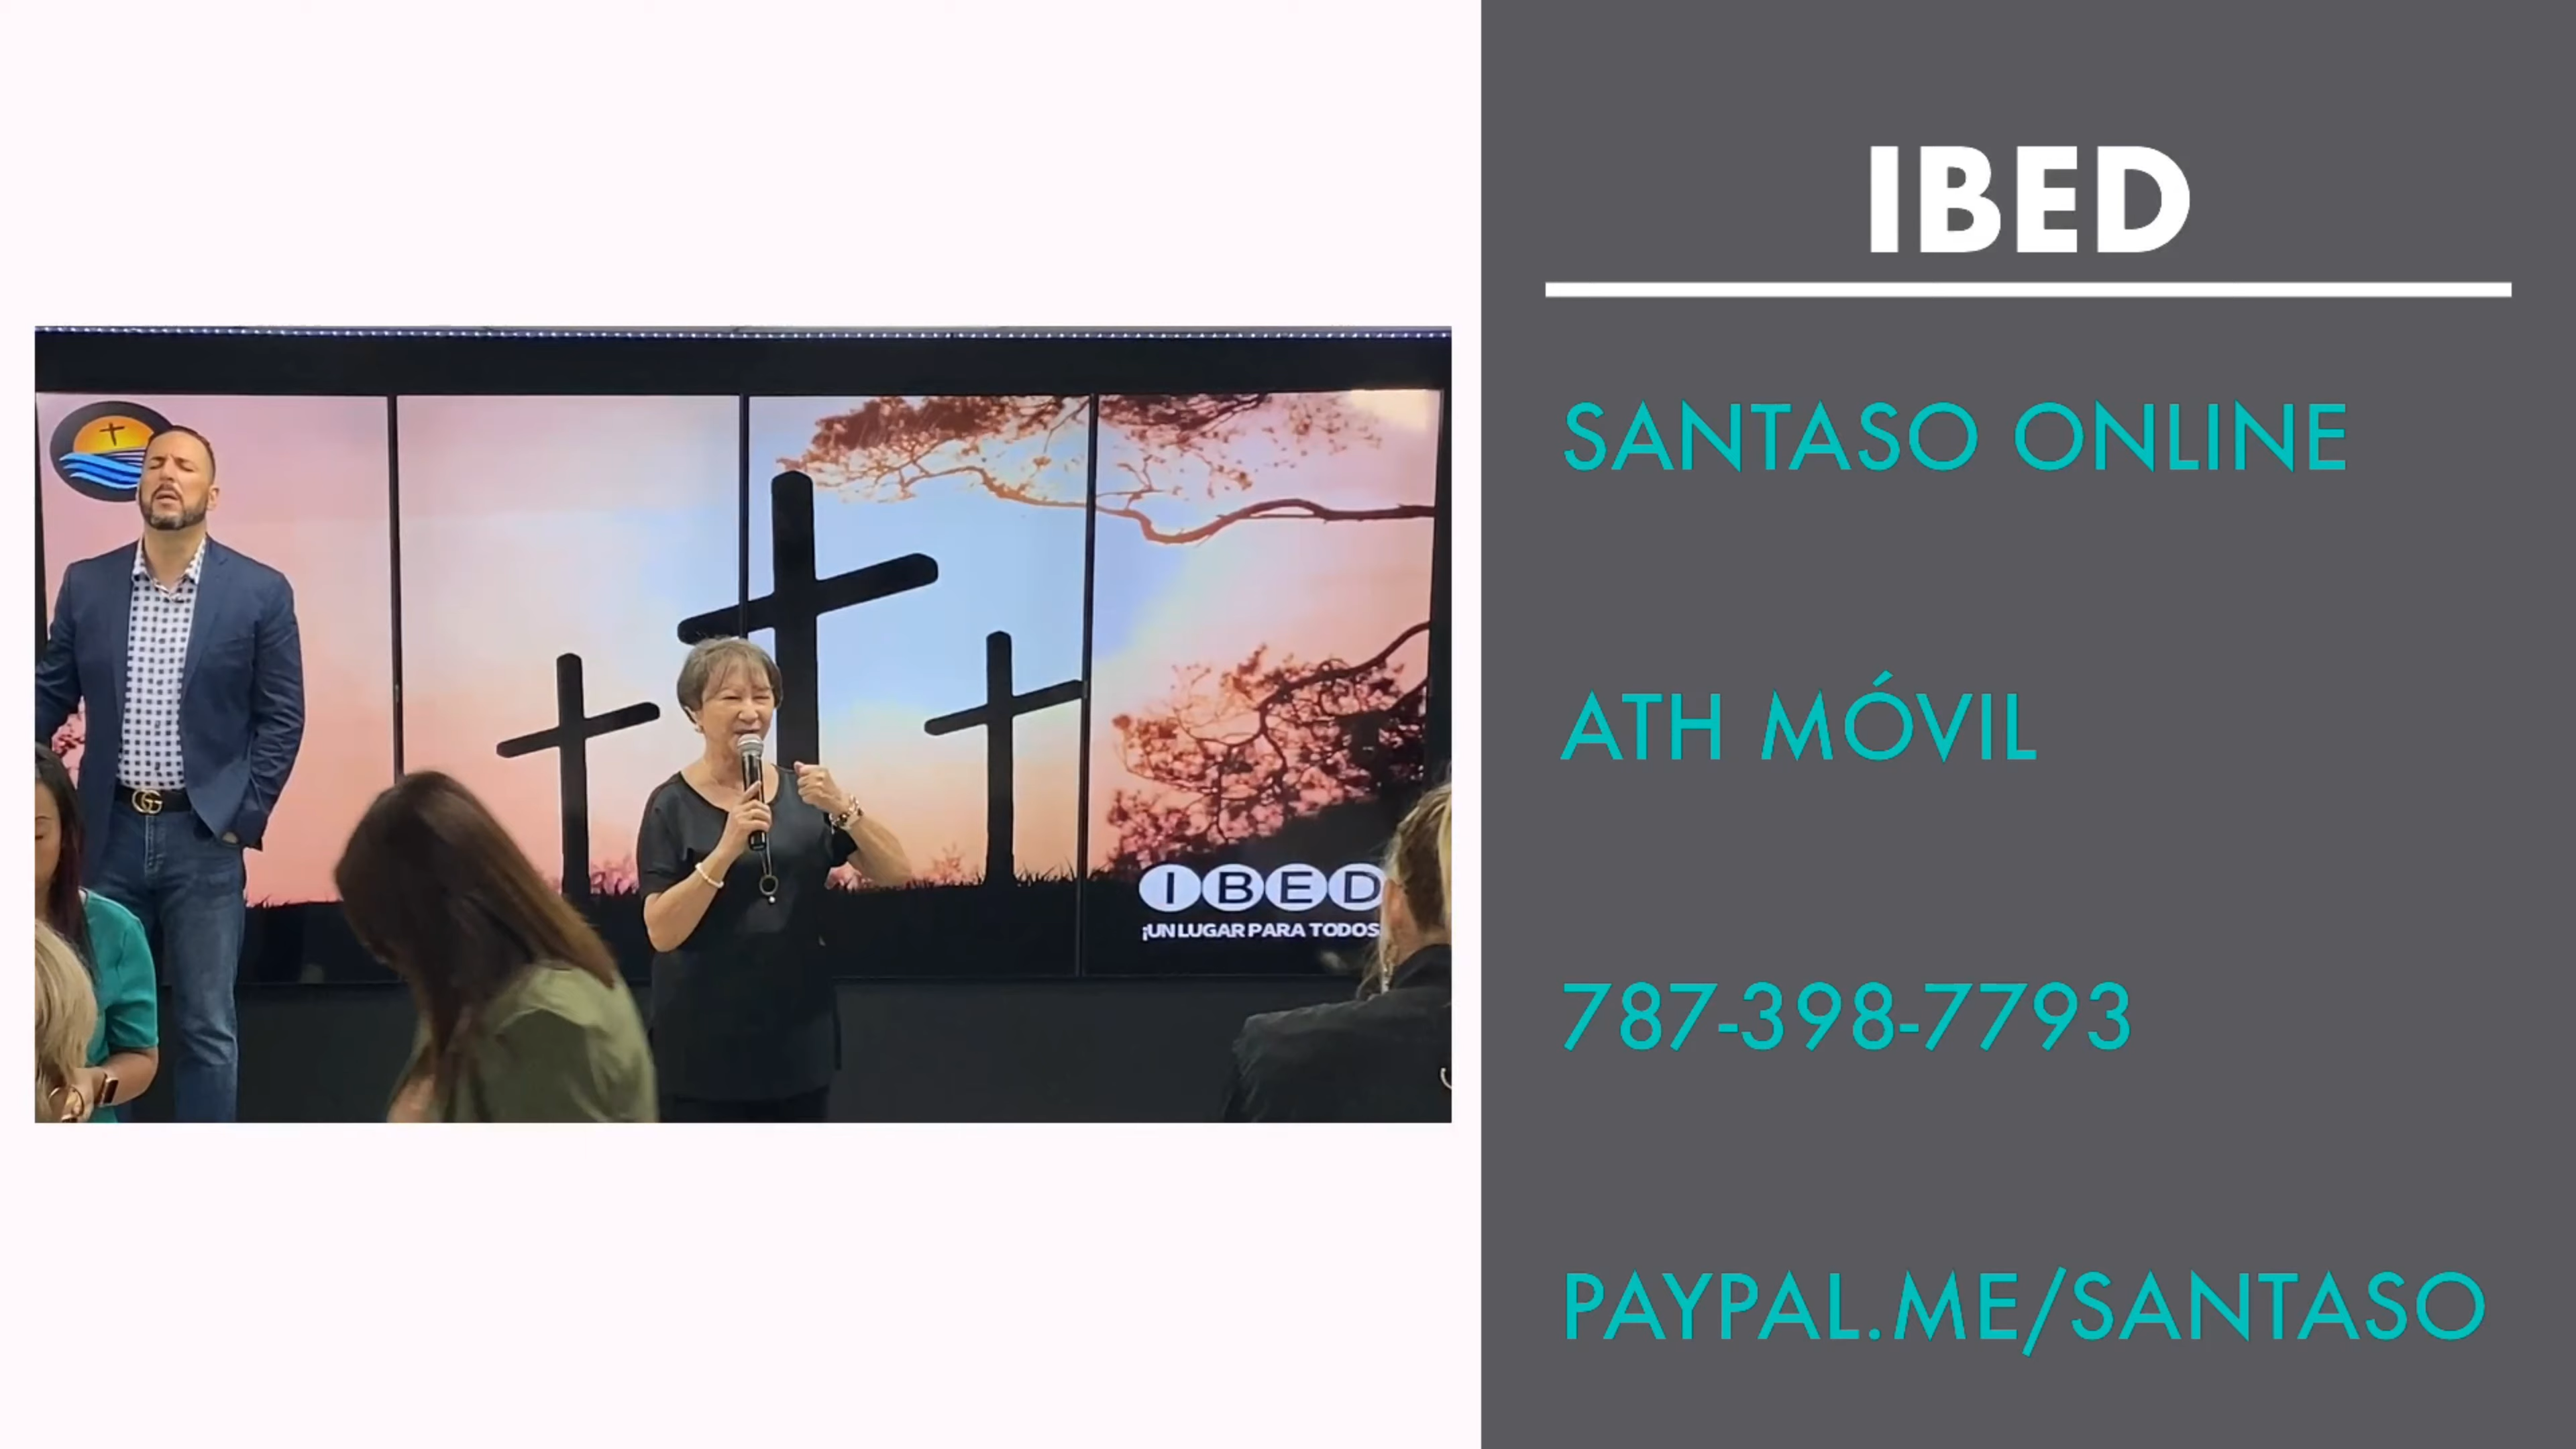 IBED
SANTASO ONLINE
ATH MÓVIL
787-398-7793
PAYPAL.ME/SANTASO
IBED
¡UN LUGAR PARA TODOS